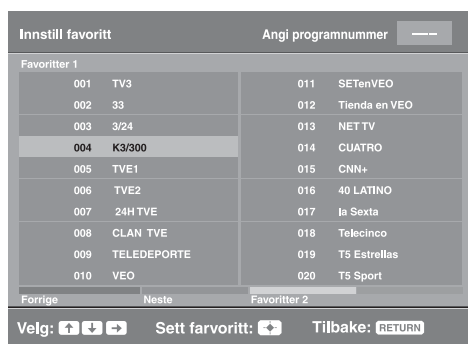 Innstill favoritt Angi programnummer ---
Favoritter 1
001 TV3 011 SETenVEO
002 33 012 Tienda en VEO
003 3/24 013 NET TV
004 K3/300 014 CUATRO
005 TVE1 015 CNN+
006 TVE2 016 40 LATINO
007 24H TVE 017 la Sexta
008 CLAN TVE 018 Telecinco
009 TELEDEPORTE 019 T5 Estrellas
010 VEO 020 T5 Sport
Forrige Neste Favoritter 2
Velg: ↑ ↓ → Sett farvoritt: Tilbake: RETURN